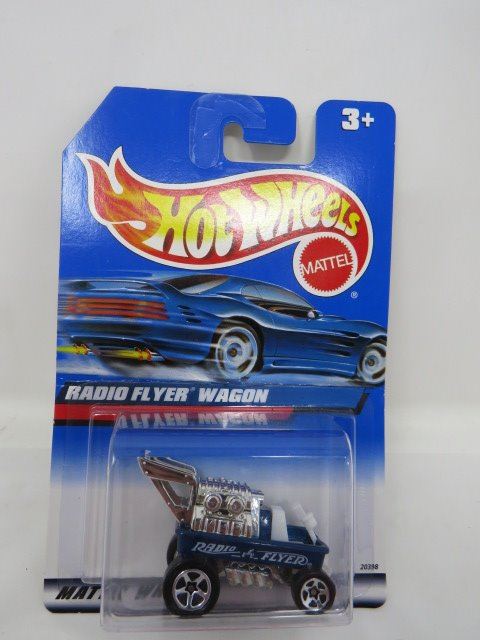 3+
HOT WHEELS
MATTEL
®
RADIO FLYER® WAGON
RADIO FLYER
20398